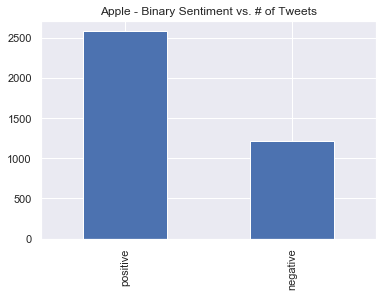 Apple - Binary Sentiment vs. # of Tweets
2500
2000
1500
1000
500
0
positive
negative